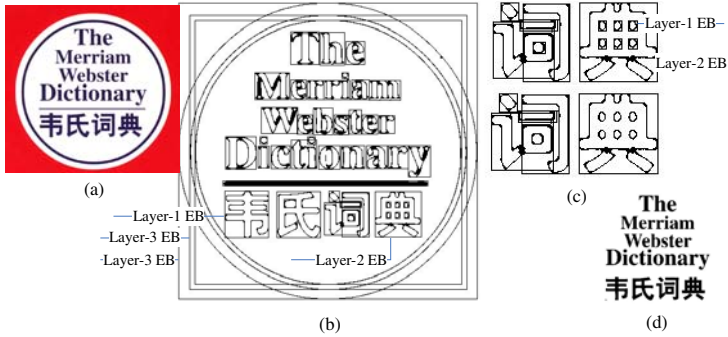 The
Merriam
Webster
Dictionary
韦氏词典
(a)
The
Merriam
Webster
Dictionary
韦氏词典
Layer-1 EB
Layer-3 EB
Layer-3 EB
Layer-2 EB
(b)
Layer-1 EB
Layer-2 EB
(c)
The
Merriam
Webster
Dictionary
韦氏词典
(d)